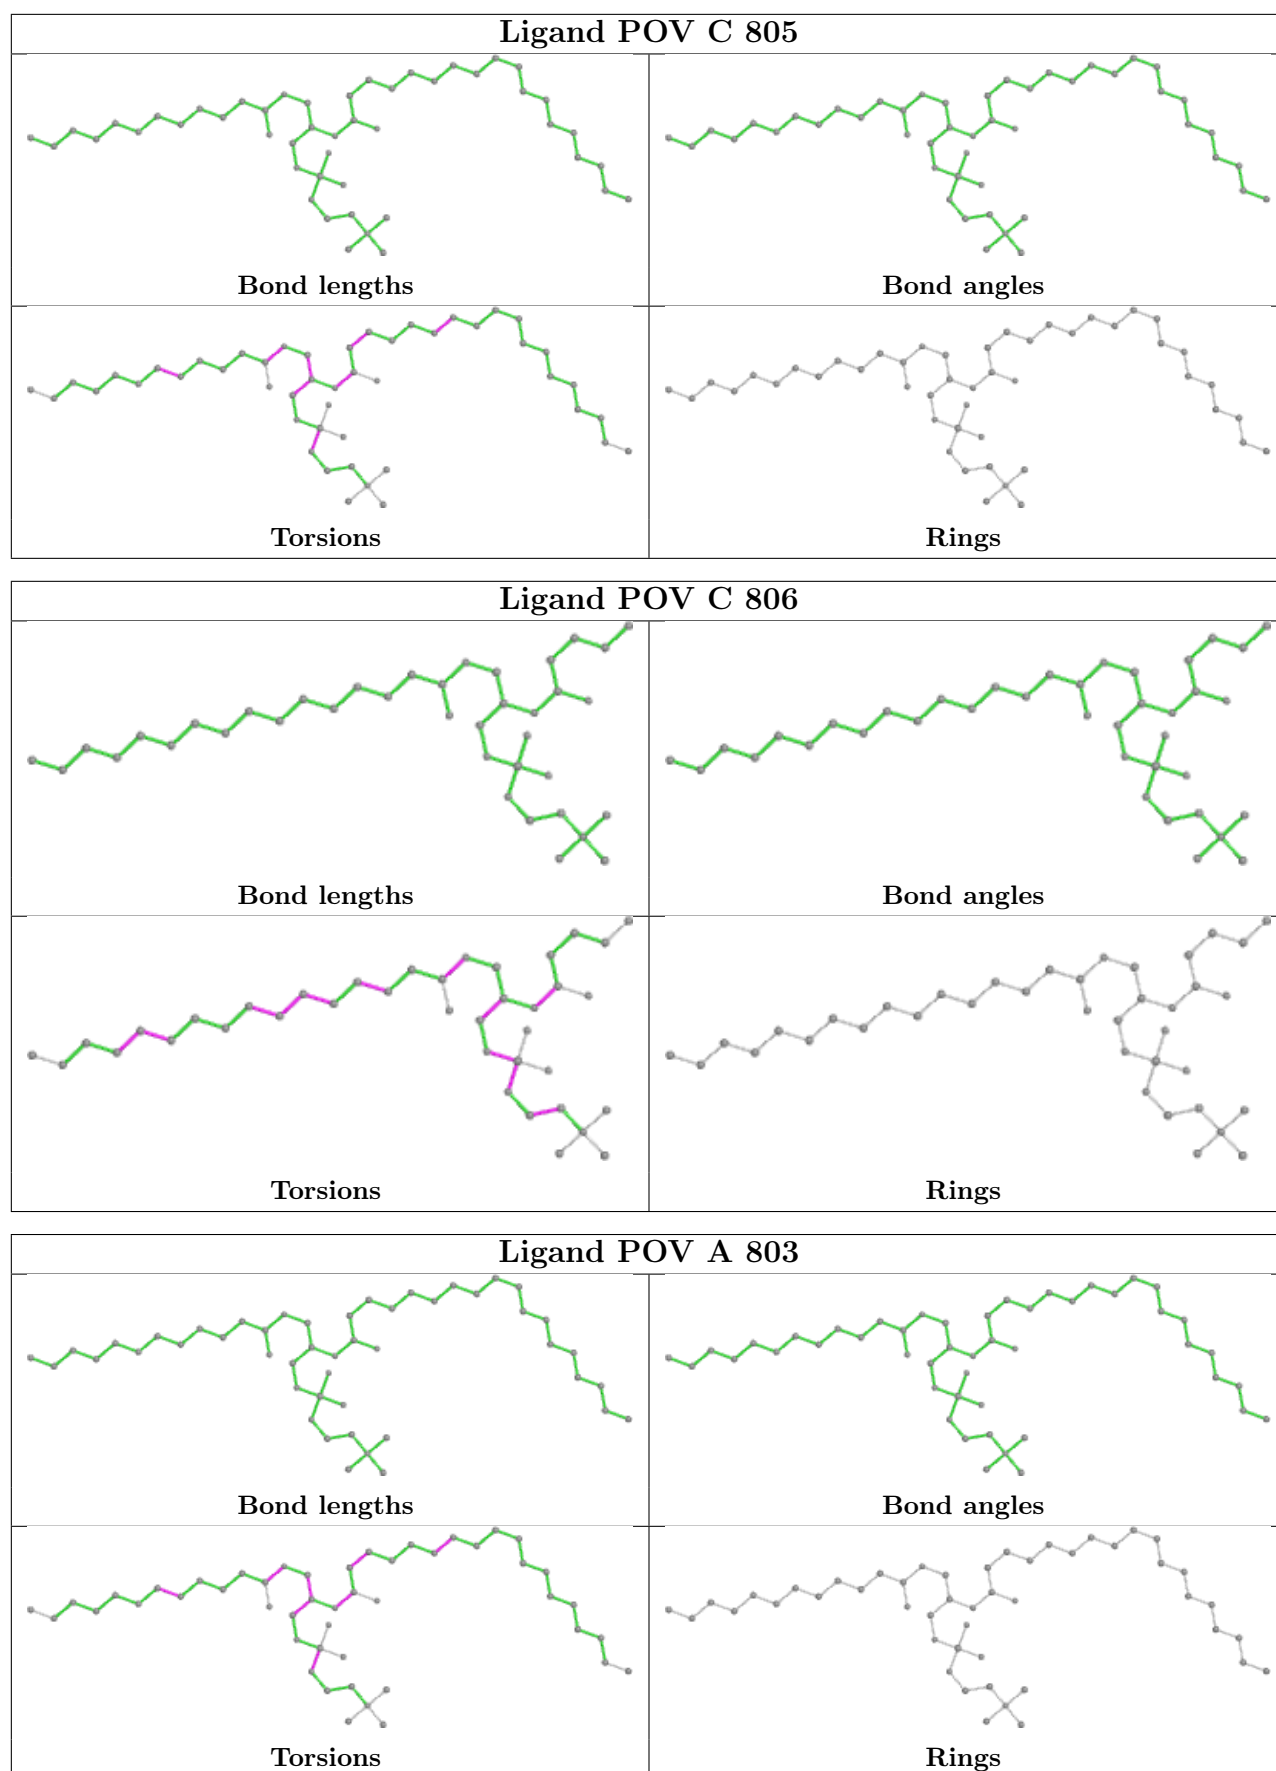 Ligand POV C 805
Bond lengths
Bond angles
Torsions
Rings
Ligand POV C 806
Bond lengths
Bond angles
Torsions
Rings
Ligand POV A 803
Bond lengths
Bond angles
Torsions
Rings